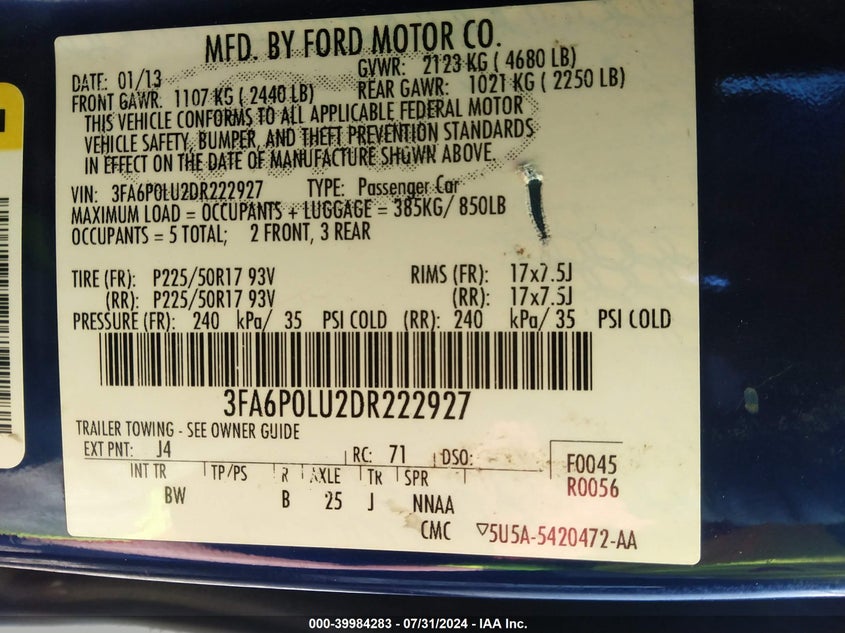 MFD. BY FORD MOTOR CO.
DATE: 01/13 GVWR: 2123 KG ( 4680 LB)
FRONT GAWR: 1107 KG ( 2440 LB) REAR GAWR: 1021 KG ( 2250 LB)
THIS VEHICLE CONFORMS TO ALL APPLICABLE FEDERAL MOTOR
VEHICLE SAFETY, BUMPER, AND THEFT PREVENTION STANDARDS
IN EFFECT ON THE DATE OF MANUFACTURE SHOWN ABOVE.
VIN: 3FA6P0LU2DR222927 TYPE: Passenger Car
MAXIMUM LOAD = OCCUPANTS + LUGGAGE = 385KG/ 850LB
OCCUPANTS = 5 TOTAL; 2 FRONT, 3 REAR
TIRE (FR): P225/50R17 93V RIMS (FR): 17x7.5J
(RR): P225/50R17 93V (RR): 17x7.5J
PRESSURE (FR): 240 kPa/ 35 PSI COLD (RR): 240 kPa/ 35 PSI COLD
3FA6P0LU2DR222927
TRAILER TOWING - SEE OWNER GUIDE
EXT PNT: J4 RC: 71 DSO: F0045
INT TR TP/PS R AXLE TR SPR R0056
BW B 25 J NNAA
CMC ▽5U5A-5420472-AA
000-39984283 - 07/31/2024 - IAA Inc.